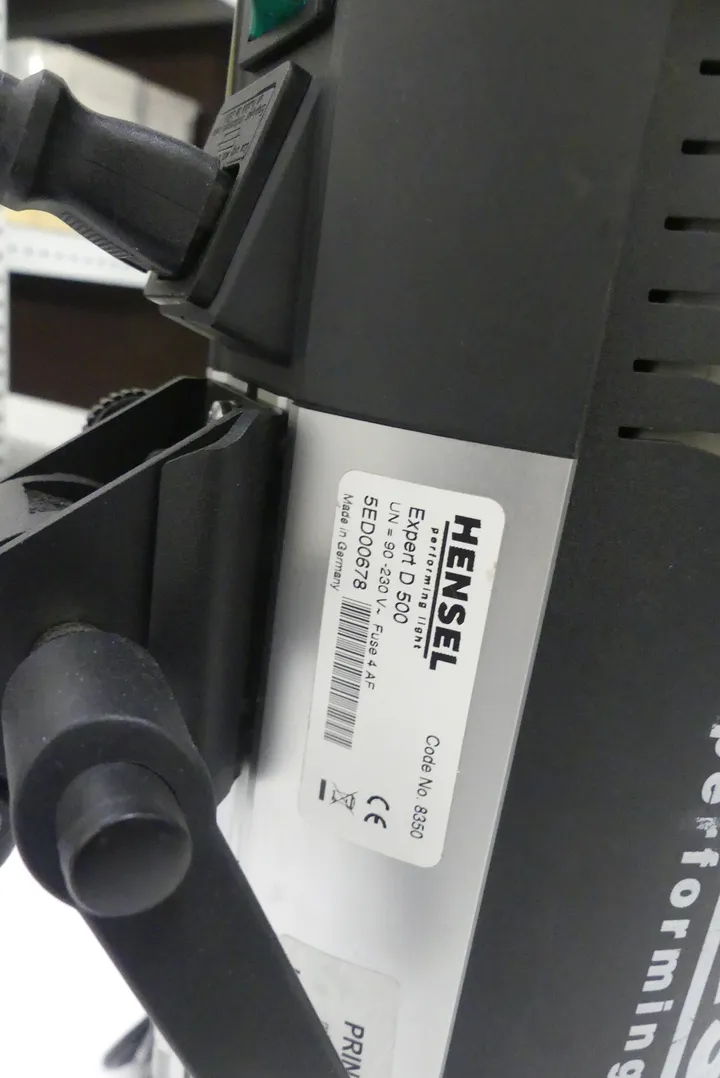 HENSEL
performing light
Expert D 500
Code No. 8350
UN = 90 -230 V~ Fuse 4 AF
5ED00678
Made in Germany
CE
performing
PRIN